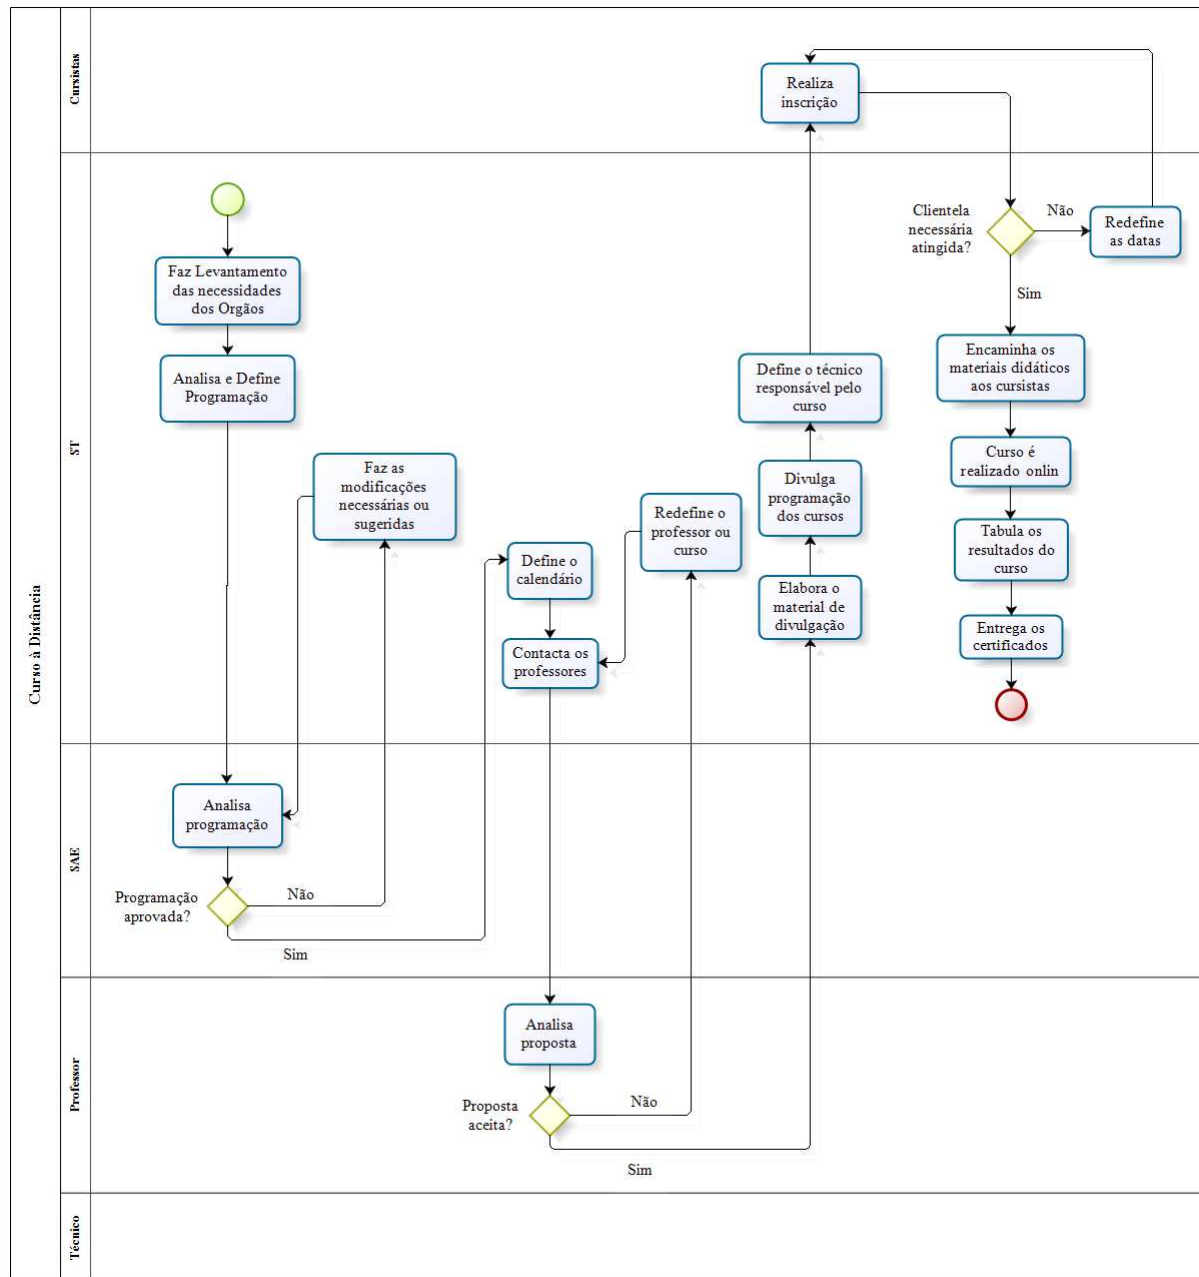 Curso à Distância
Cursistas
Realiza
inscrição
ST
Faz Levantamento
das necessidades
dos Orgãos
Analisa e Define
Programação
Faz as
modificações
necessárias ou
sugeridas
Define o
calendário
Contacta os
professores
Redefine o
professor ou
curso
Define o técnico
responsável pelo
curso
Divulga
programação
dos cursos
Elabora o
material de
divulgação
Clientela
necessária
atingida?
Não
Redefine
as datas
Sim
Encaminha os
materiais didáticos
aos cursistas
Curso é
realizado onlin
Tabula os
resultados do
curso
Entrega os
certificados
SAE
Analisa
programação
Programação
aprovada?
Não
Sim
Professor
Analisa
proposta
Proposta
aceita?
Não
Sim
Técnico